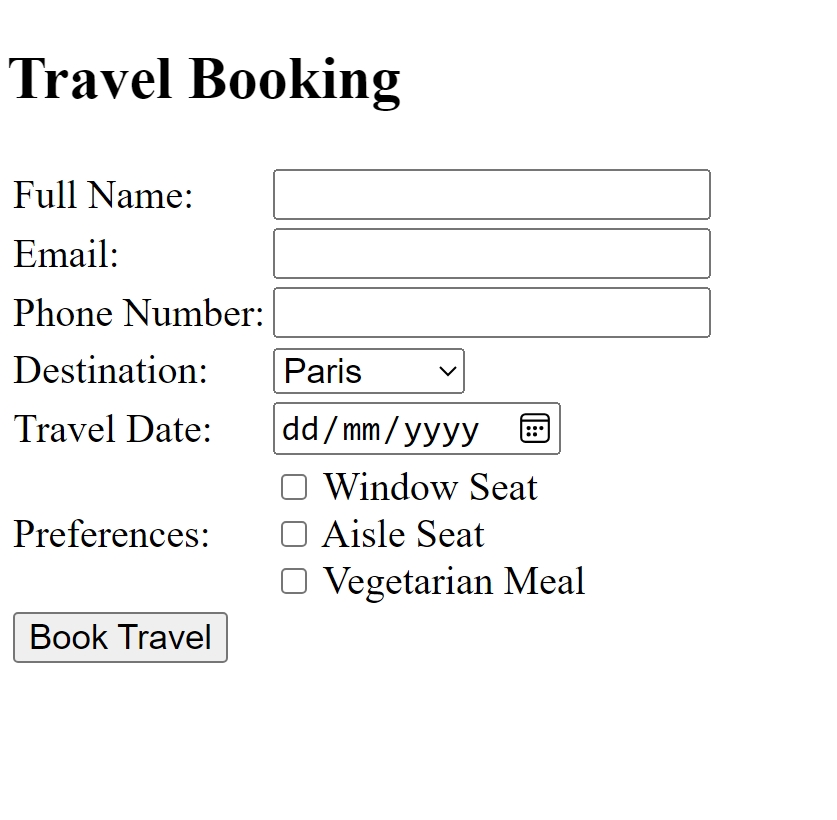 Travel Booking
Full Name:
Email:
Phone Number:
Destination: Paris
Travel Date: dd/mm/yyyy
Window Seat
Preferences: Aisle Seat
Vegetarian Meal
Book Travel